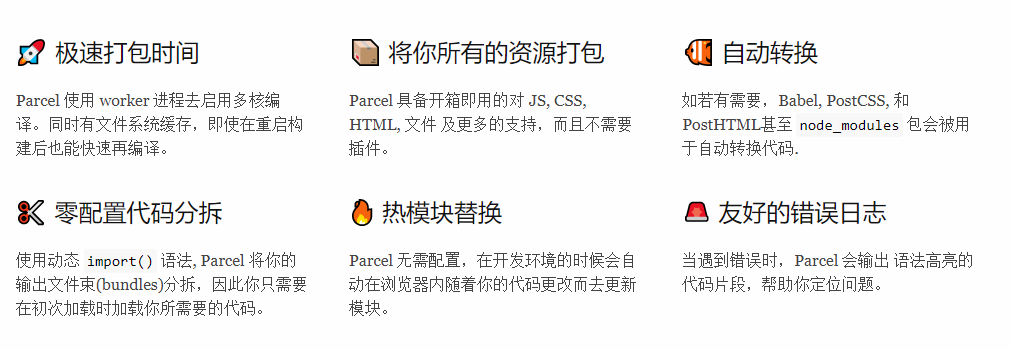 极速打包时间
Parcel 使用 worker 进程去启用多核编
译。同时有文件系统缓存，即使在重启构
建后也能快速再编译。
将你所有的资源打包
Parcel 具备开箱即用的对 JS, CSS,
HTML, 文件 及更多的支持，而且不需要
插件。
自动转换
如若有需要，Babel, PostCSS, 和
PostHTML甚至 node_modules 包会被用
于自动转换代码.
零配置代码分拆
使用动态 import() 语法, Parcel 将你的
输出文件束(bundles)分拆，因此你只需要
在初次加载时加载你所需要的代码。
热模块替换
Parcel 无需配置，在开发环境的时候会自
动在浏览器内随着你的代码更改而去更新
模块。
友好的错误日志
当遇到错误时，Parcel 会输出 语法高亮的
代码片段，帮助你定位问题。